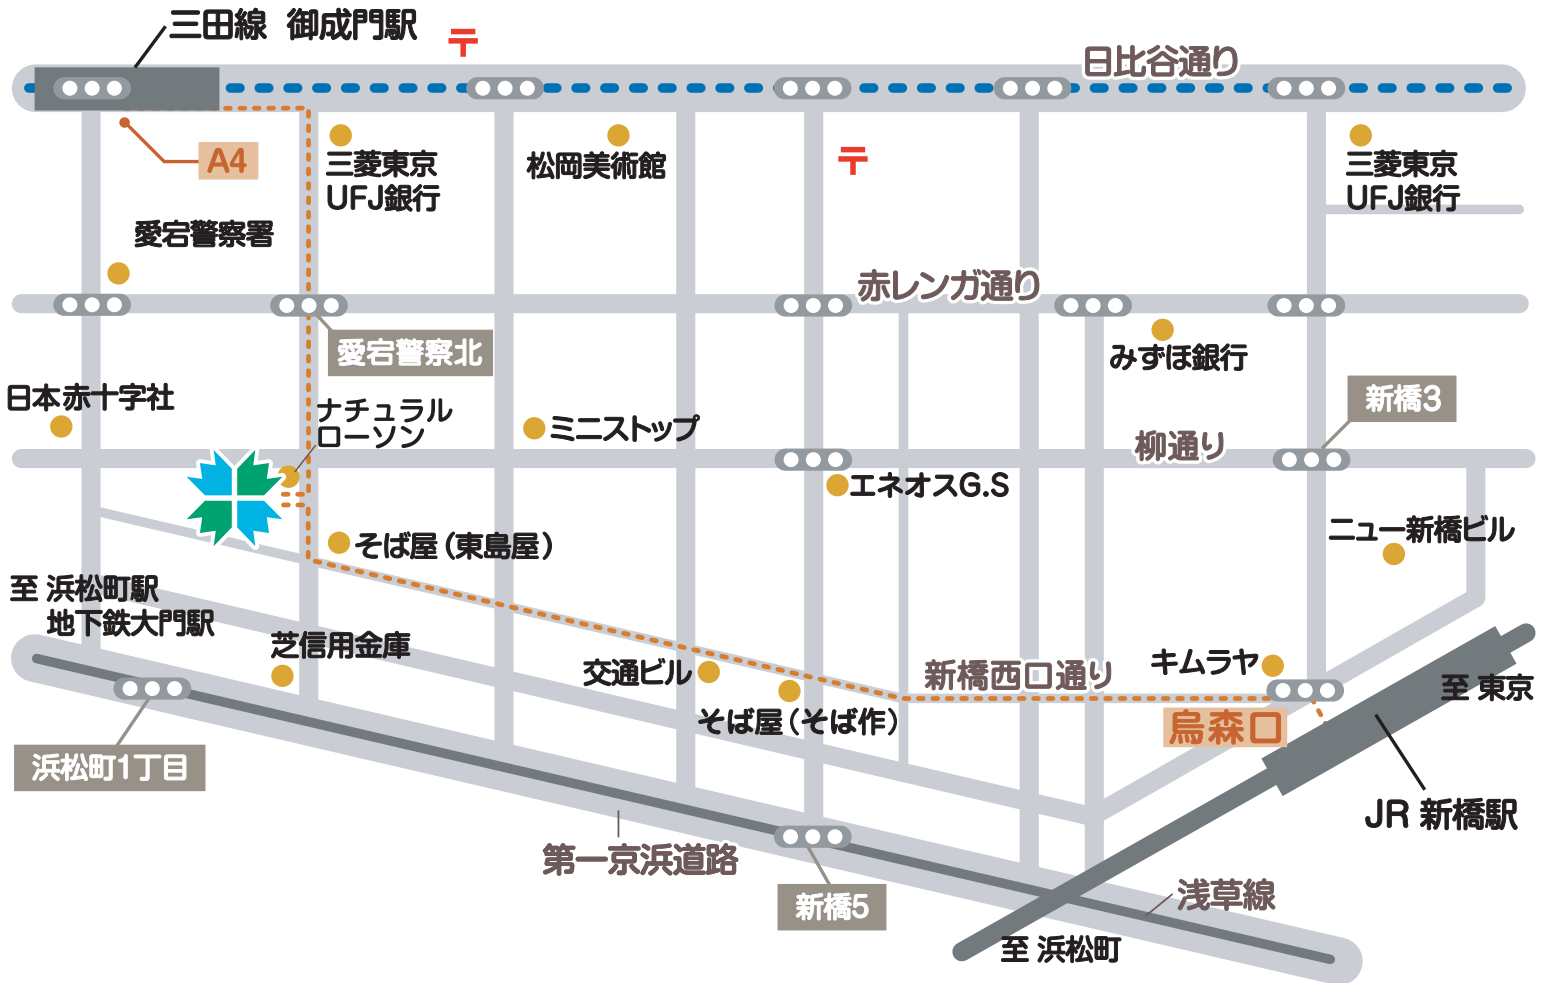 三田線 御成門駅
〒
日比谷通り
A4
三菱東京
UFJ銀行
松岡美術館
〒
三菱東京
UFJ銀行
愛宕警察署
赤レンガ通り
愛宕警察北
みずほ銀行
日本赤十字社
ナチュラル
ローソン
ミニストップ
新橋3
柳通り
エネオスG.S
ニュー新橋ビル
そば屋(東島屋)
至 浜松町駅
地下鉄大門駅
芝信用金庫
交通ビル
新橋西口通り
キムラヤ
至 東京
そば屋(そば作)
烏森口
浜松町1丁目
JR 新橋駅
第一京浜道路
新橋5
浅草線
至 浜松町